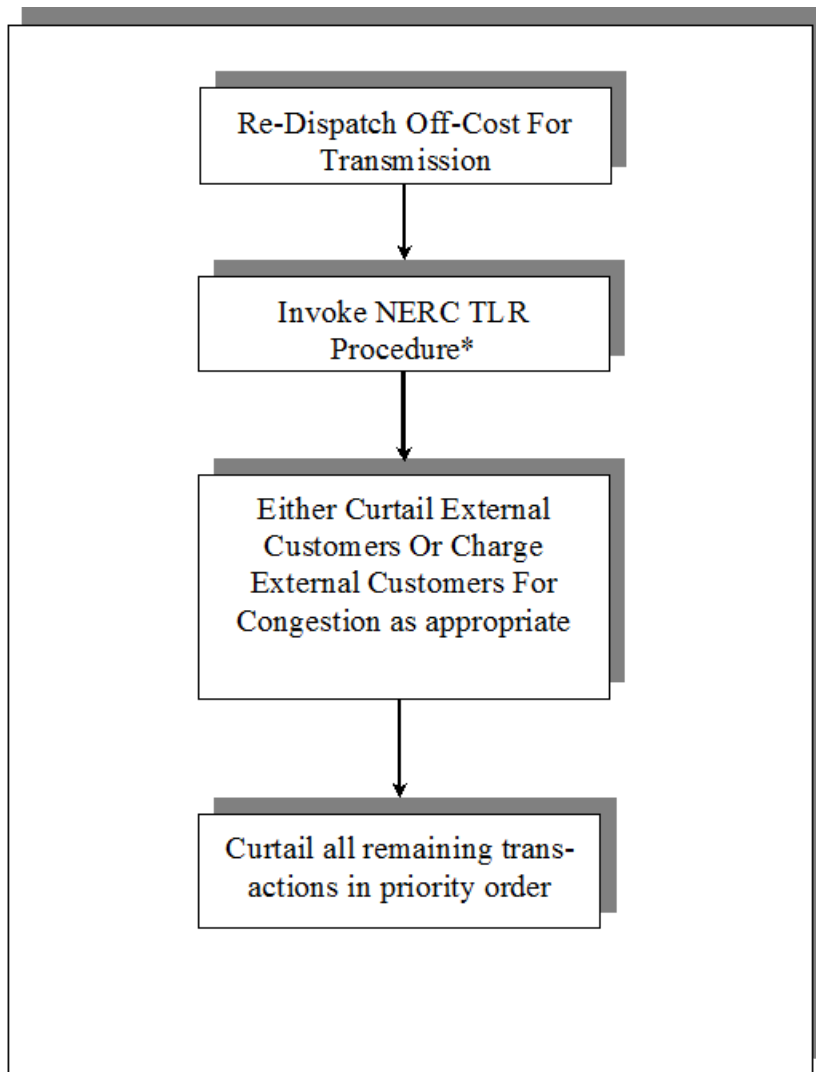 Re-Dispatch Off-Cost For
Transmission
Invoke NERC TLR
Procedure*
Either Curtail External
Customers Or Charge
External Customers For
Congestion as appropriate
Curtail all remaining trans-
actions in priority order